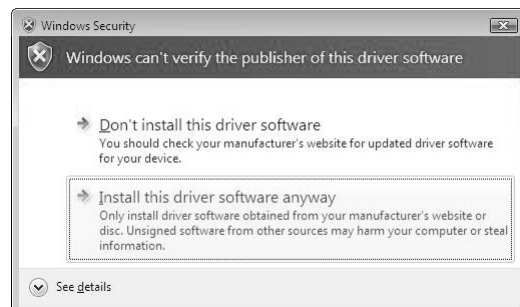 Windows Security
Windows can't verify the publisher of this driver software
Don't install this driver software
You should check your manufacturer's website for updated driver software
for your device.
Install this driver software anyway
Only install driver software obtained from your manufacturer's website or
disc. Unsigned software from other sources may harm your computer or steal
information.
See details